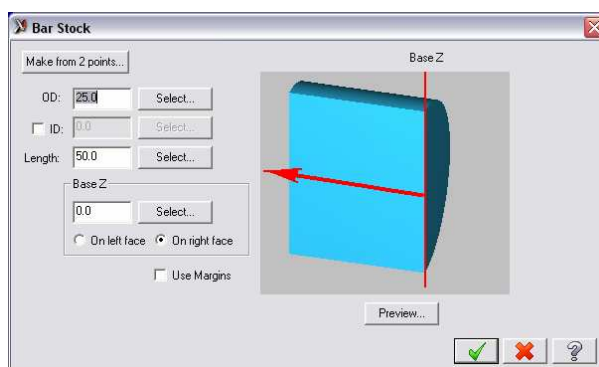 Bar Stock
Make from 2 points...
Base Z
OD: 25.0 Select...
ID: 0.0 Select...
Length: 50.0 Select...
Base Z
0.0 Select...
On left face On right face
Use Margins
Preview...